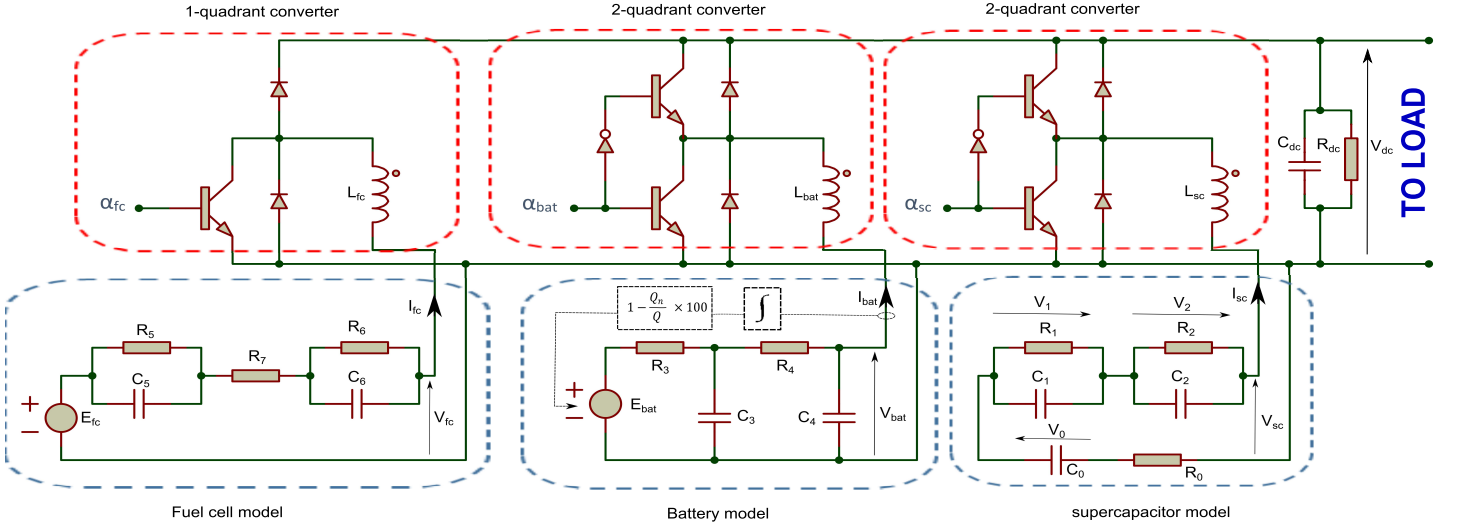 1-quadrant converter
2-quadrant converter
2-quadrant converter
αfc
Lfc
αbat
Lbat
αsc
Lsc
Cdc
Rdc
Vdc
TO LOAD
Ifc
R5
C5
R7
R6
C6
+
−
Efc
Vfc
Fuel cell model
1 − Qn/Q × 100
∫
Ibat
R3
R4
+
−
Ebat
C3
C4
Vbat
Battery model
V1
V2
Isc
R1
R2
C1
C2
V0
C0
R0
Vsc
supercapacitor model